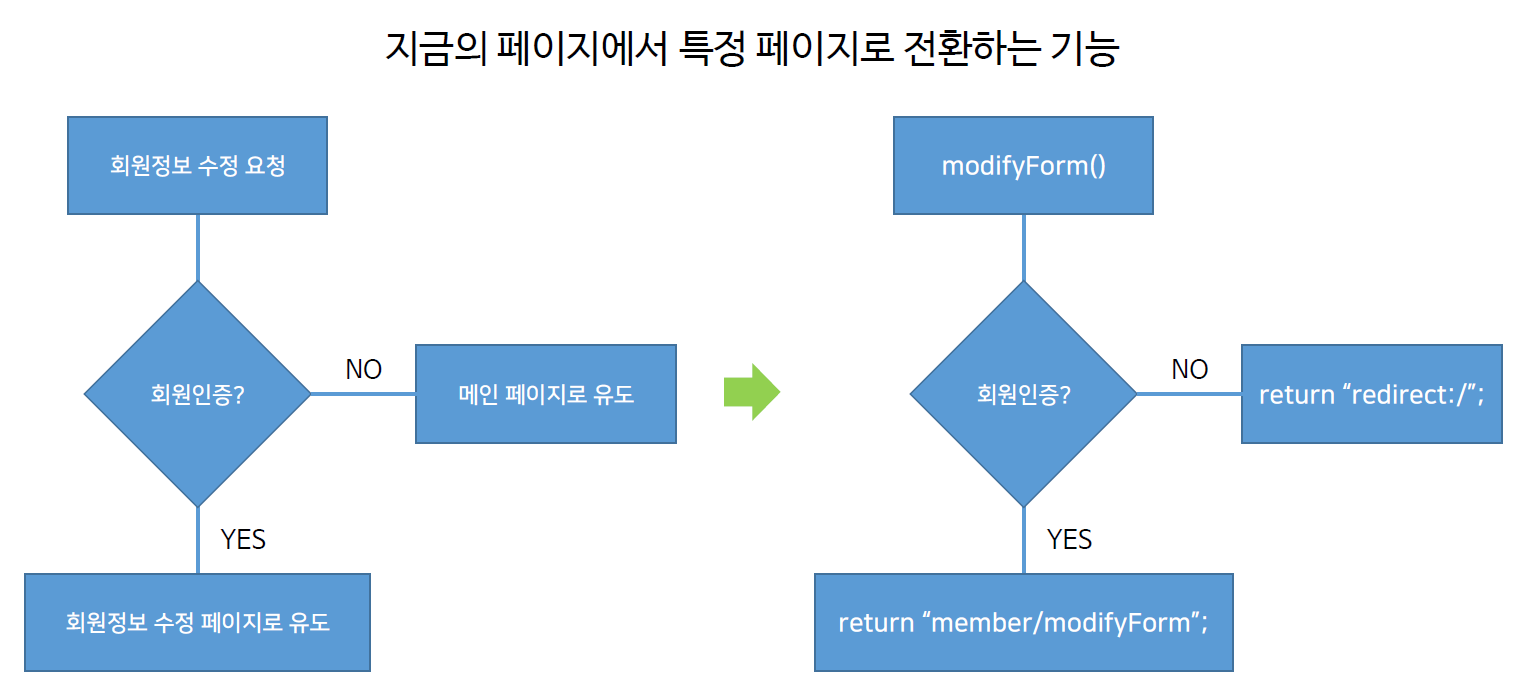 지금의 페이지에서 특정 페이지로 전환하는 기능
회원정보 수정 요청
회원인증?
NO
메인 페이지로 유도
YES
회원정보 수정 페이지로 유도
modifyForm()
회원인증?
NO
return “redirect:/”;
YES
return “member/modifyForm”;